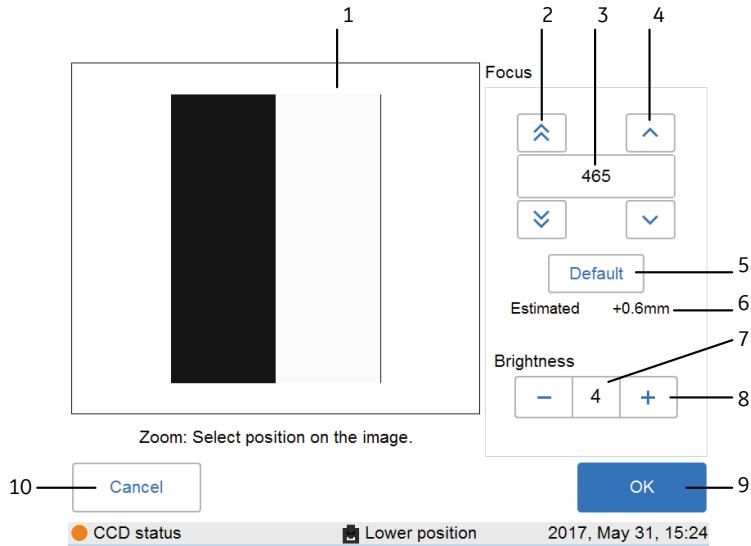 1 2 3 4
Focus
465
Default 5
Estimated +0.6mm 6
7
Brightness
− 4 + 8
Zoom: Select position on the image.
10 Cancel OK 9
CCD status Lower position 2017, May 31, 15:24